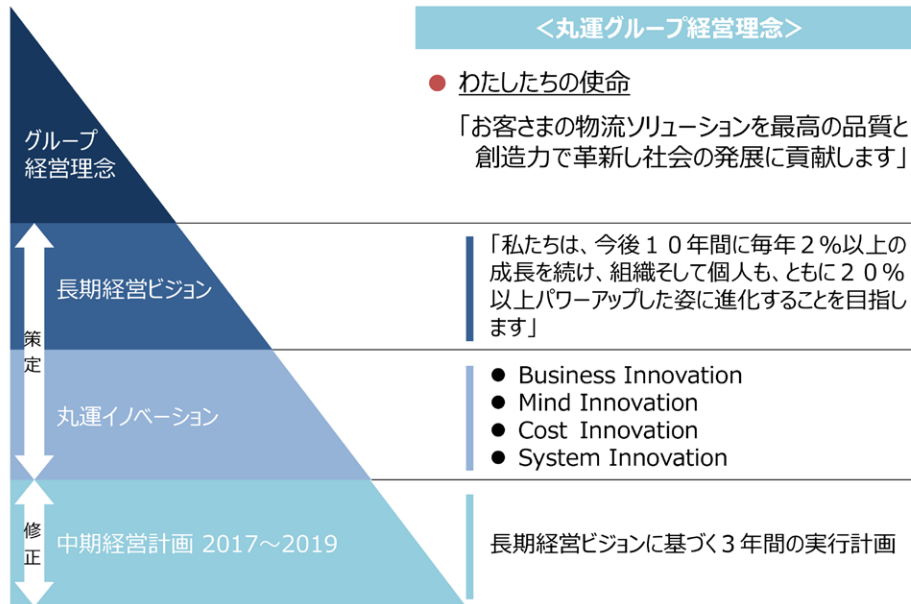 ＜丸運グループ経営理念＞
● わたしたちの使命
「お客さまの物流ソリューションを最高の品質と
創造力で革新し社会の発展に貢献します」
グループ
経営理念
長期経営ビジョン
「私たちは、今後１０年間に毎年２％以上の
成長を続け、組織そして個人も、ともに２０％
以上パワーアップした姿に進化することを目指し
ます」
策定
丸運イノベーション
● Business Innovation
● Mind Innovation
● Cost Innovation
● System Innovation
修正
中期経営計画 2017～2019
長期経営ビジョンに基づく３年間の実行計画